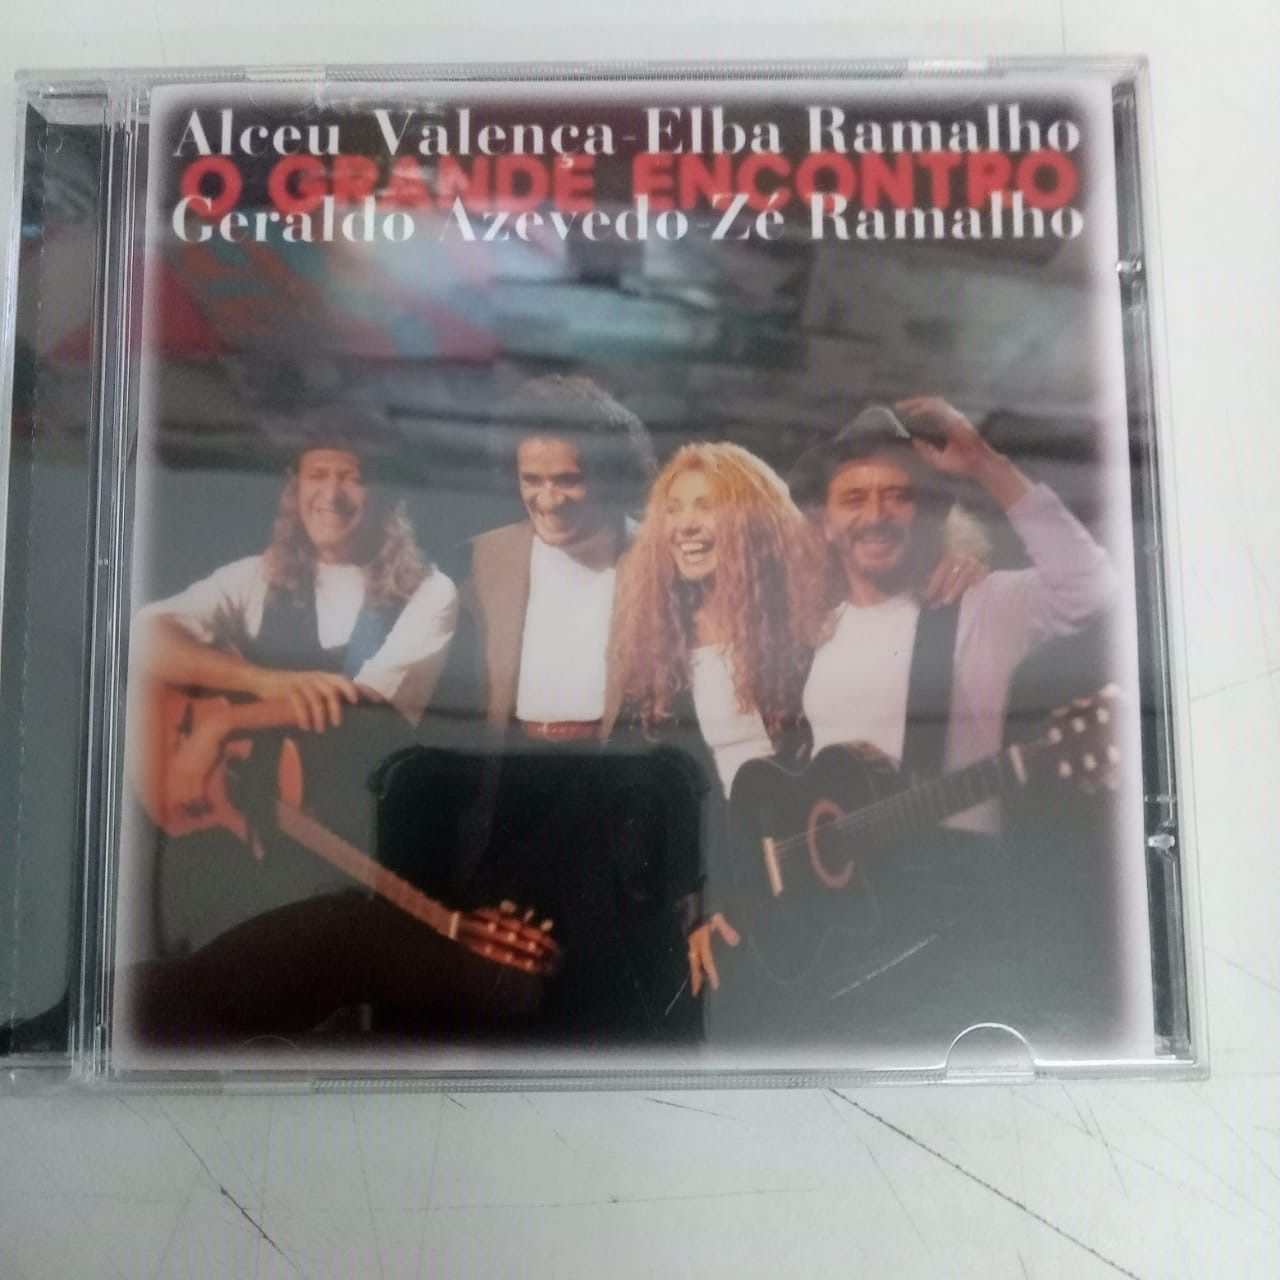 Alceu Valença-Elba Ramalho
O GRANDE ENCONTRO
Geraldo Azevedo-Zé Ramalho